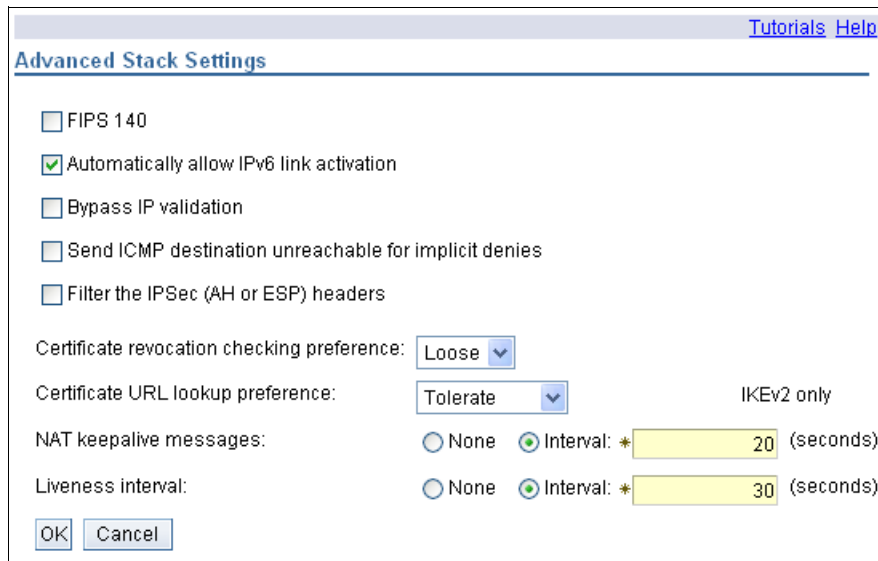 Tutorials Help
Advanced Stack Settings
FIPS 140
Automatically allow IPv6 link activation
Bypass IP validation
Send ICMP destination unreachable for implicit denies
Filter the IPSec (AH or ESP) headers
Certificate revocation checking preference: Loose
Certificate URL lookup preference: Tolerate IKEv2 only
NAT keepalive messages: None Interval: * 20 (seconds)
Liveness interval: None Interval: * 30 (seconds)
OK Cancel